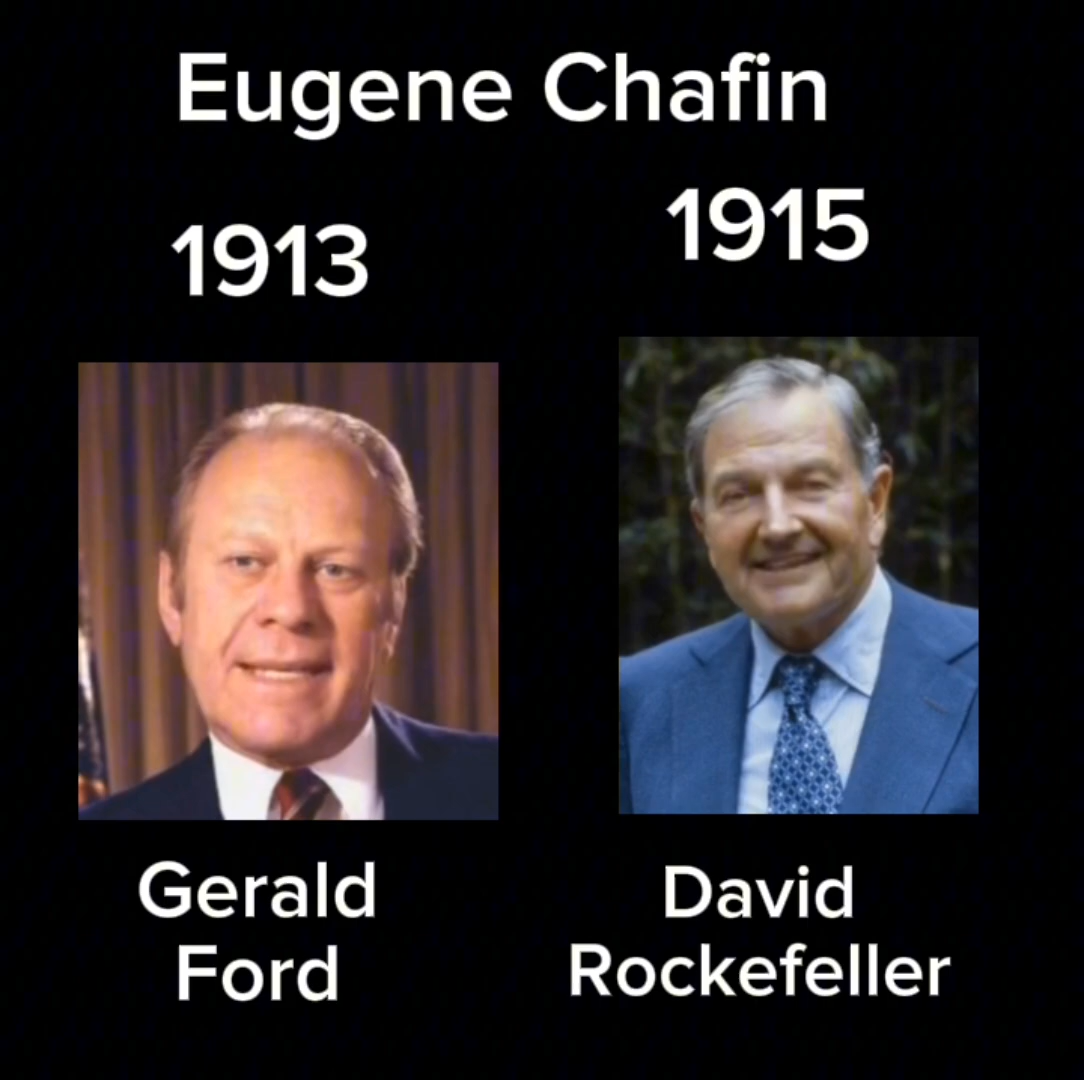 Eugene Chafin
1913
1915
Gerald
Ford
David
Rockefeller